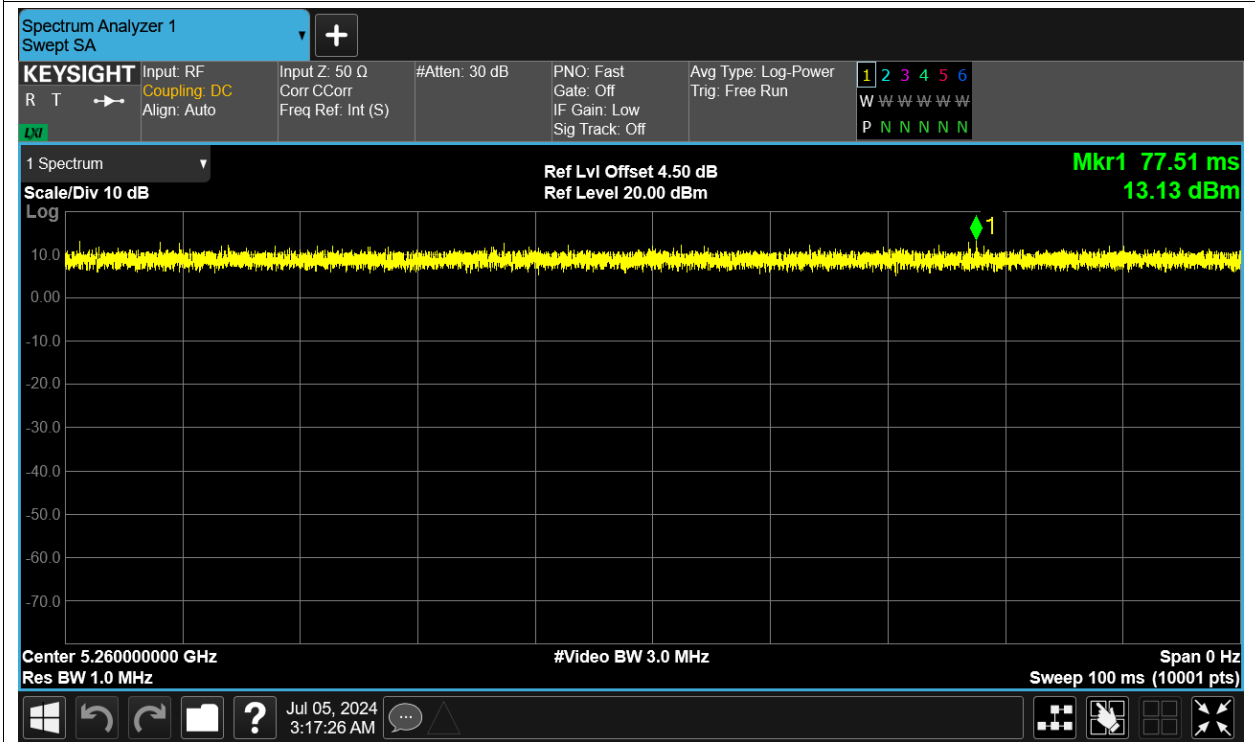 Spectrum Analyzer 1
Swept SA
+
KEYSIGHT
R T
LXI
Input: RF
Coupling: DC
Align: Auto
Input Z: 50 Ω
Corr CCorr
Freq Ref: Int (S)
#Atten: 30 dB
PNO: Fast
Gate: Off
IF Gain: Low
Sig Track: Off
Avg Type: Log-Power
Trig: Free Run
1 2 3 4 5 6
W W W W W W
P N N N N N
1 Spectrum
Scale/Div 10 dB
Log
Ref Lvl Offset 4.50 dB
Ref Level 20.00 dBm
Mkr1 77.51 ms
13.13 dBm
1
10.0
0.00
-10.0
-20.0
-30.0
-40.0
-50.0
-60.0
-70.0
Center 5.260000000 GHz
Res BW 1.0 MHz
#Video BW 3.0 MHz
Span 0 Hz
Sweep 100 ms (10001 pts)
?
Jul 05, 2024
3:17:26 AM